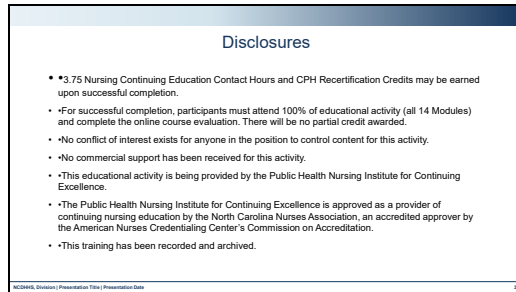 Disclosures
• •3.75 Nursing Continuing Education Contact Hours and CPH Recertification Credits may be earned
upon successful completion.
• •For successful completion, participants must attend 100% of educational activity (all 14 Modules)
and complete the online course evaluation. There will be no partial credit awarded.
• •No conflict of interest exists for anyone in the position to control content for this activity.
• •No commercial support has been received for this activity.
• •This educational activity is being provided by the Public Health Nursing Institute for Continuing
Excellence.
• •The Public Health Nursing Institute for Continuing Excellence is approved as a provider of
continuing nursing education by the North Carolina Nurses Association, an accredited approver by
the American Nurses Credentialing Center's Commission on Accreditation.
• •This training has been recorded and archived.
NCDHHS, Division | Presentation Title | Presentation Date